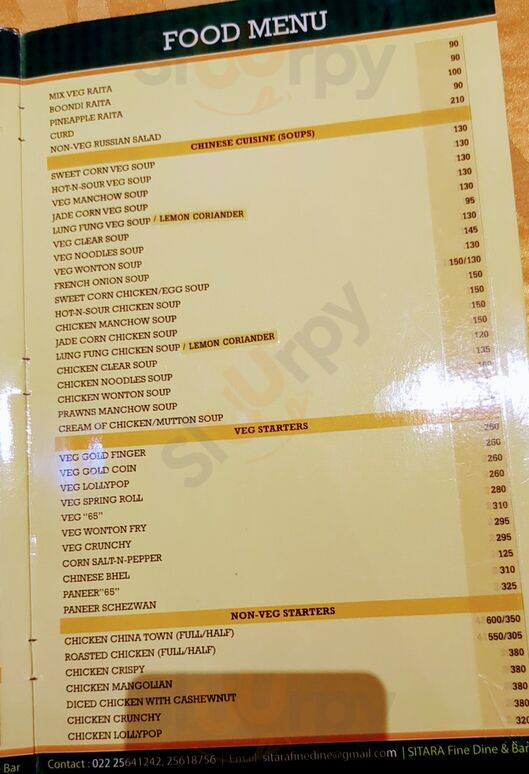 FOOD MENU
MIX VEG RAITA 90
BOONDI RAITA 90
PINEAPPLE RAITA 100
CURD 90
NON-VEG RUSSIAN SALAD 210
CHINESE CUISINE (SOUPS)
SWEET CORN VEG SOUP 130
HOT-N-SOUR VEG SOUP 130
VEG MANCHOW SOUP 130
JADE CORN VEG SOUP 130
LUNG FUNG VEG SOUP / LEMON CORIANDER 130
VEG CLEAR SOUP 95
VEG NOODLES SOUP 130
VEG WONTON SOUP 145
FRENCH ONION SOUP 130
SWEET CORN CHICKEN/EGG SOUP 150/130
HOT-N-SOUR CHICKEN SOUP 150
CHICKEN MANCHOW SOUP 150
JADE CORN CHICKEN SOUP 150
LUNG FUNG CHICKEN SOUP / LEMON CORIANDER 150
CHICKEN CLEAR SOUP 120
CHICKEN NOODLES SOUP 135
CHICKEN WONTON SOUP
PRAWNS MANCHOW SOUP
CREAM OF CHICKEN/MUTTON SOUP
VEG STARTERS
VEG GOLD FINGER 260
VEG GOLD COIN 260
VEG LOLLYPOP 260
VEG SPRING ROLL 260
VEG "65" 280
VEG WONTON FRY 310
VEG CRUNCHY 295
CORN SALT-N-PEPPER 295
CHINESE BHEL 125
PANEER"65" 310
PANEER SCHEZWAN 325
NON-VEG STARTERS
CHICKEN CHINA TOWN (FULL/HALF) 600/350
ROASTED CHICKEN (FULL/HALF) 550/305
CHICKEN CRISPY 380
CHICKEN MANGOLIAN 380
DICED CHICKEN WITH CASHEWNUT 380
CHICKEN CRUNCHY 380
CHICKEN LOLLYPOP 320
Bar
Contact : 022 25641242, 25618756 | Email: sitarafinedine@gmail.com | SITARA Fine Dine & Bar